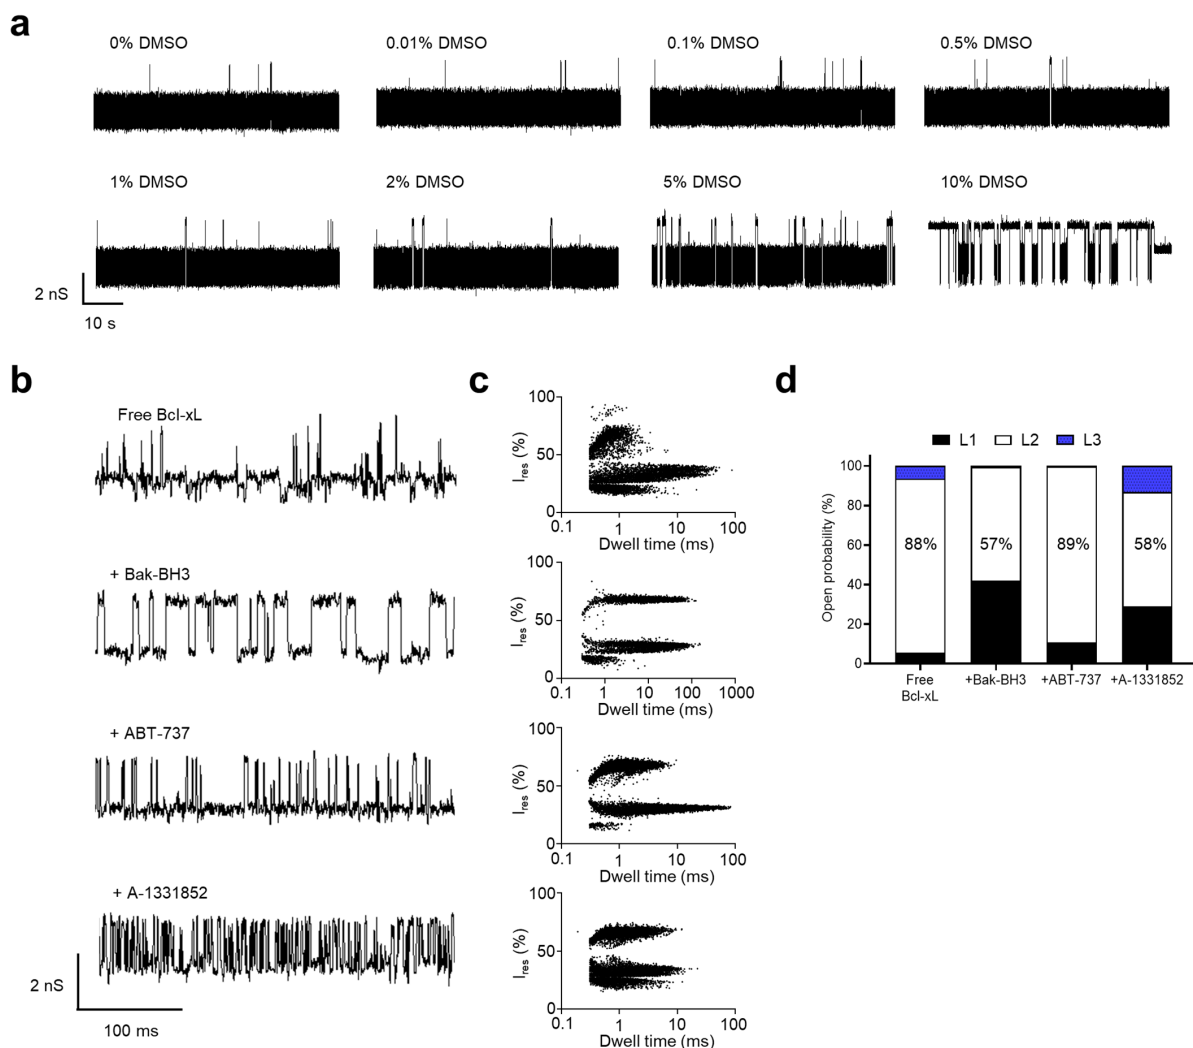 a
0% DMSO
0.01% DMSO
0.1% DMSO
0.5% DMSO
1% DMSO
2% DMSO
5% DMSO
10% DMSO
2 nS
10 s
b
Free Bcl-xL
+ Bak-BH3
+ ABT-737
+ A-1331852
2 nS
100 ms
c
100
50
0
Ires (%)
0.1 1 10 100
Dwell time (ms)
100
50
0
Ires (%)
0.1 1 10 100 1000
Dwell time (ms)
100
50
0
Ires (%)
0.1 1 10 100
Dwell time (ms)
100
50
0
Ires (%)
0.1 1 10 100
Dwell time (ms)
d
L1 L2 L3
Open probability (%)
100
80
60
40
20
0
88% 57% 89% 58%
Free
Bcl-xL
+Bak-BH3
+ABT-737
+A-1331852